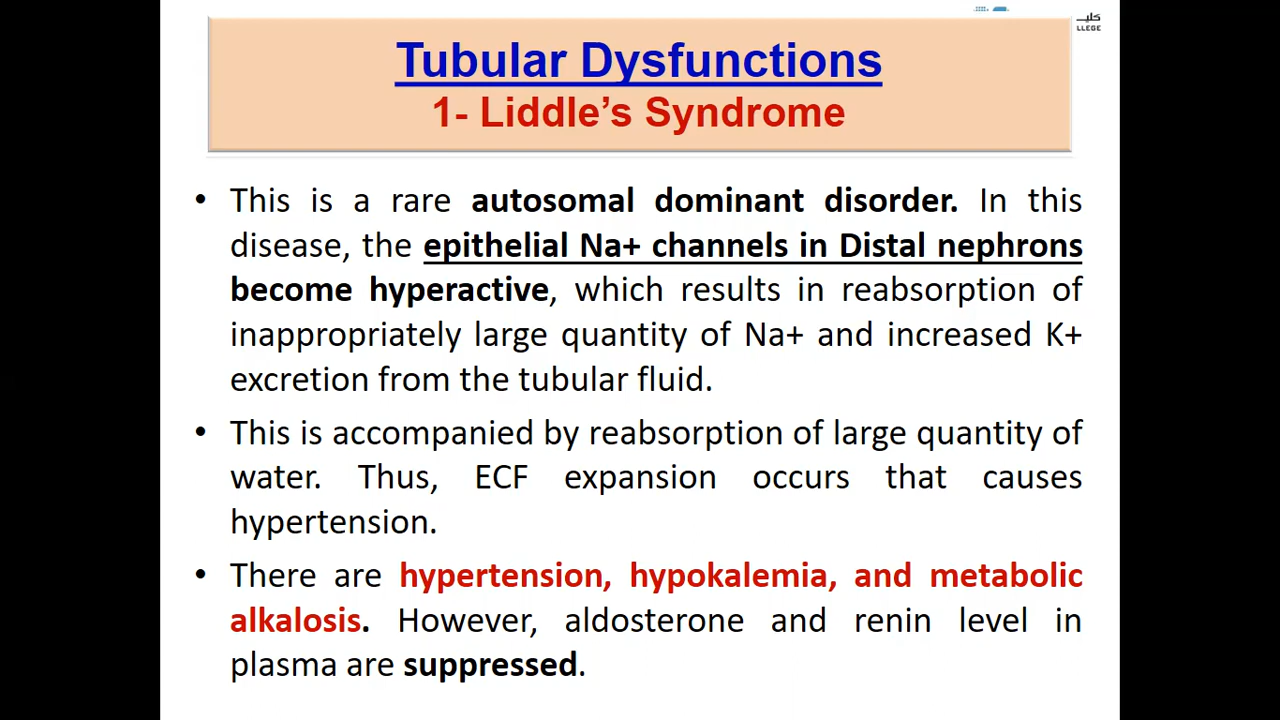 كليـــ
LLEGE
Tubular Dysfunctions
1- Liddle’s Syndrome
• This is a rare autosomal dominant disorder. In this
disease, the epithelial Na+ channels in Distal nephrons
become hyperactive, which results in reabsorption of
inappropriately large quantity of Na+ and increased K+
excretion from the tubular fluid.
• This is accompanied by reabsorption of large quantity of
water. Thus, ECF expansion occurs that causes
hypertension.
• There are hypertension, hypokalemia, and metabolic
alkalosis. However, aldosterone and renin level in
plasma are suppressed.